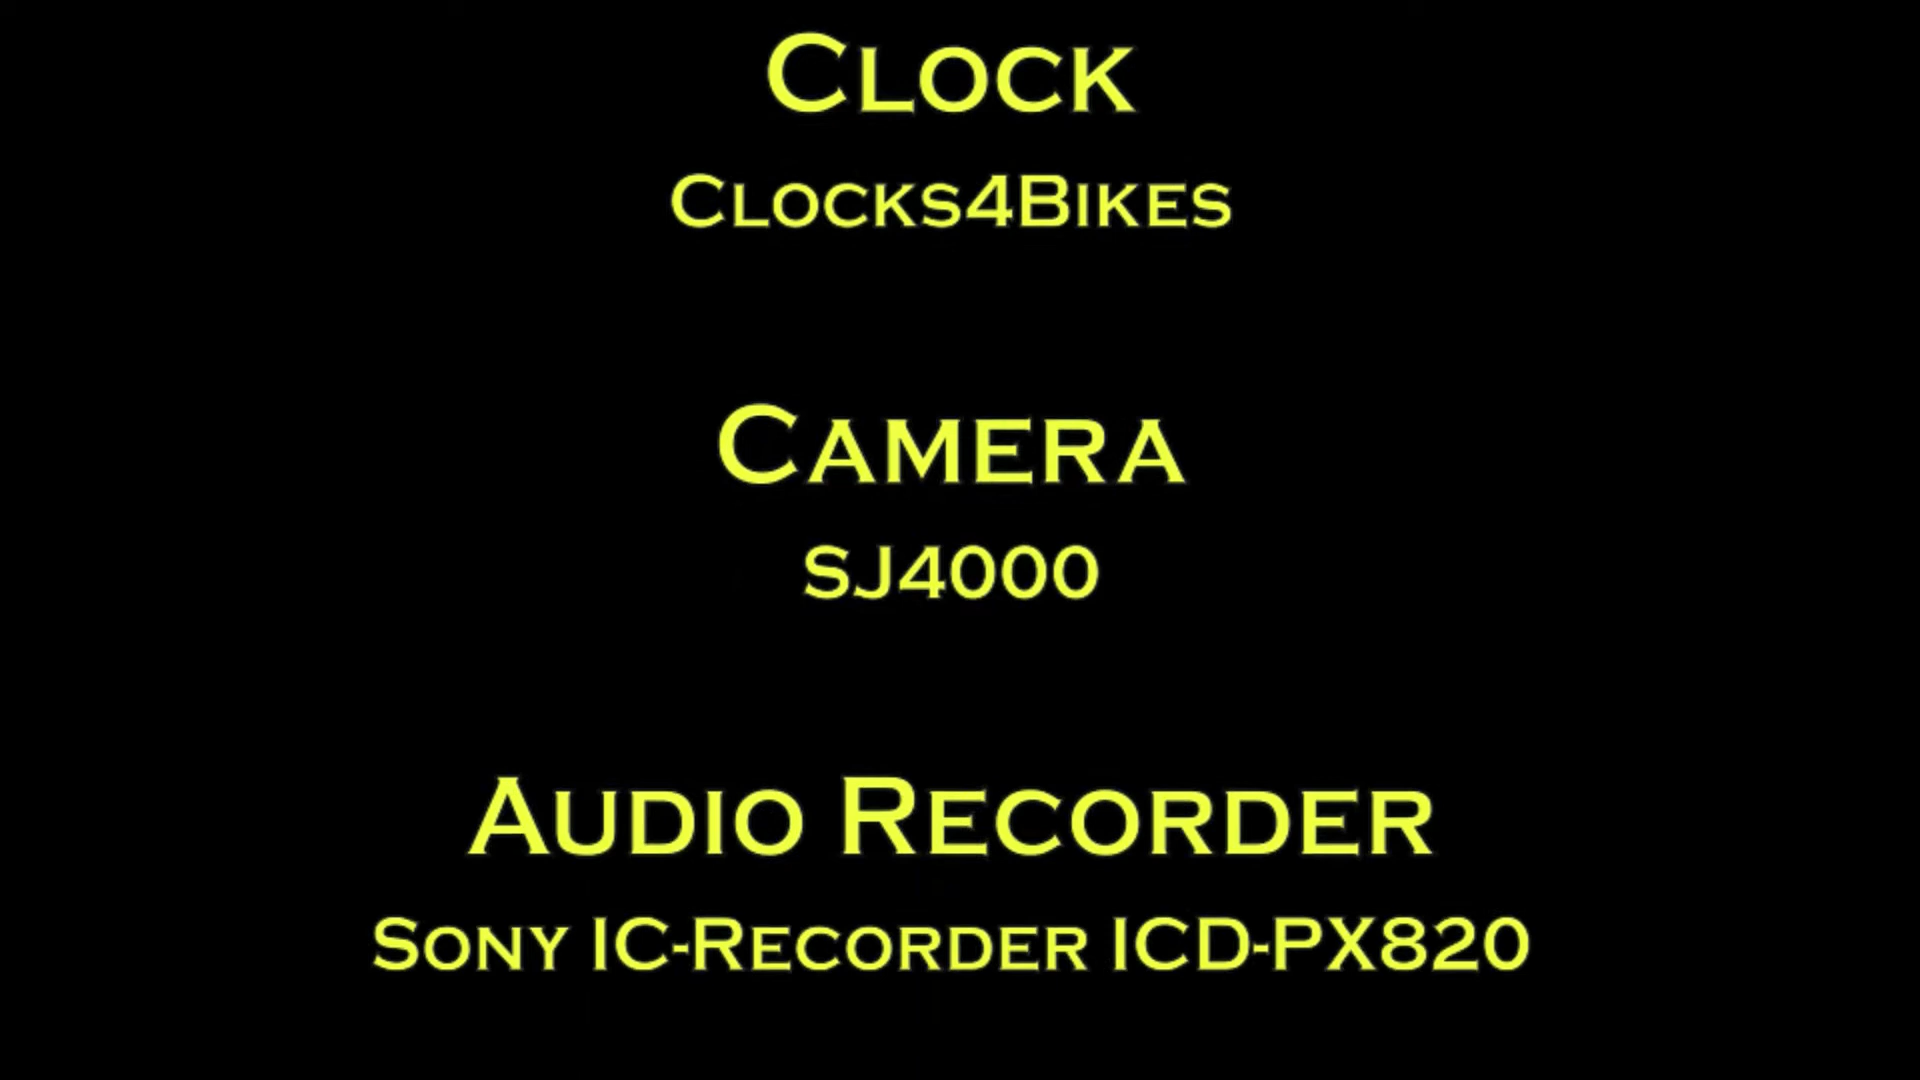 Clock
Clocks4Bikes
Camera
SJ4000
Audio Recorder
Sony IC-Recorder ICD-PX820